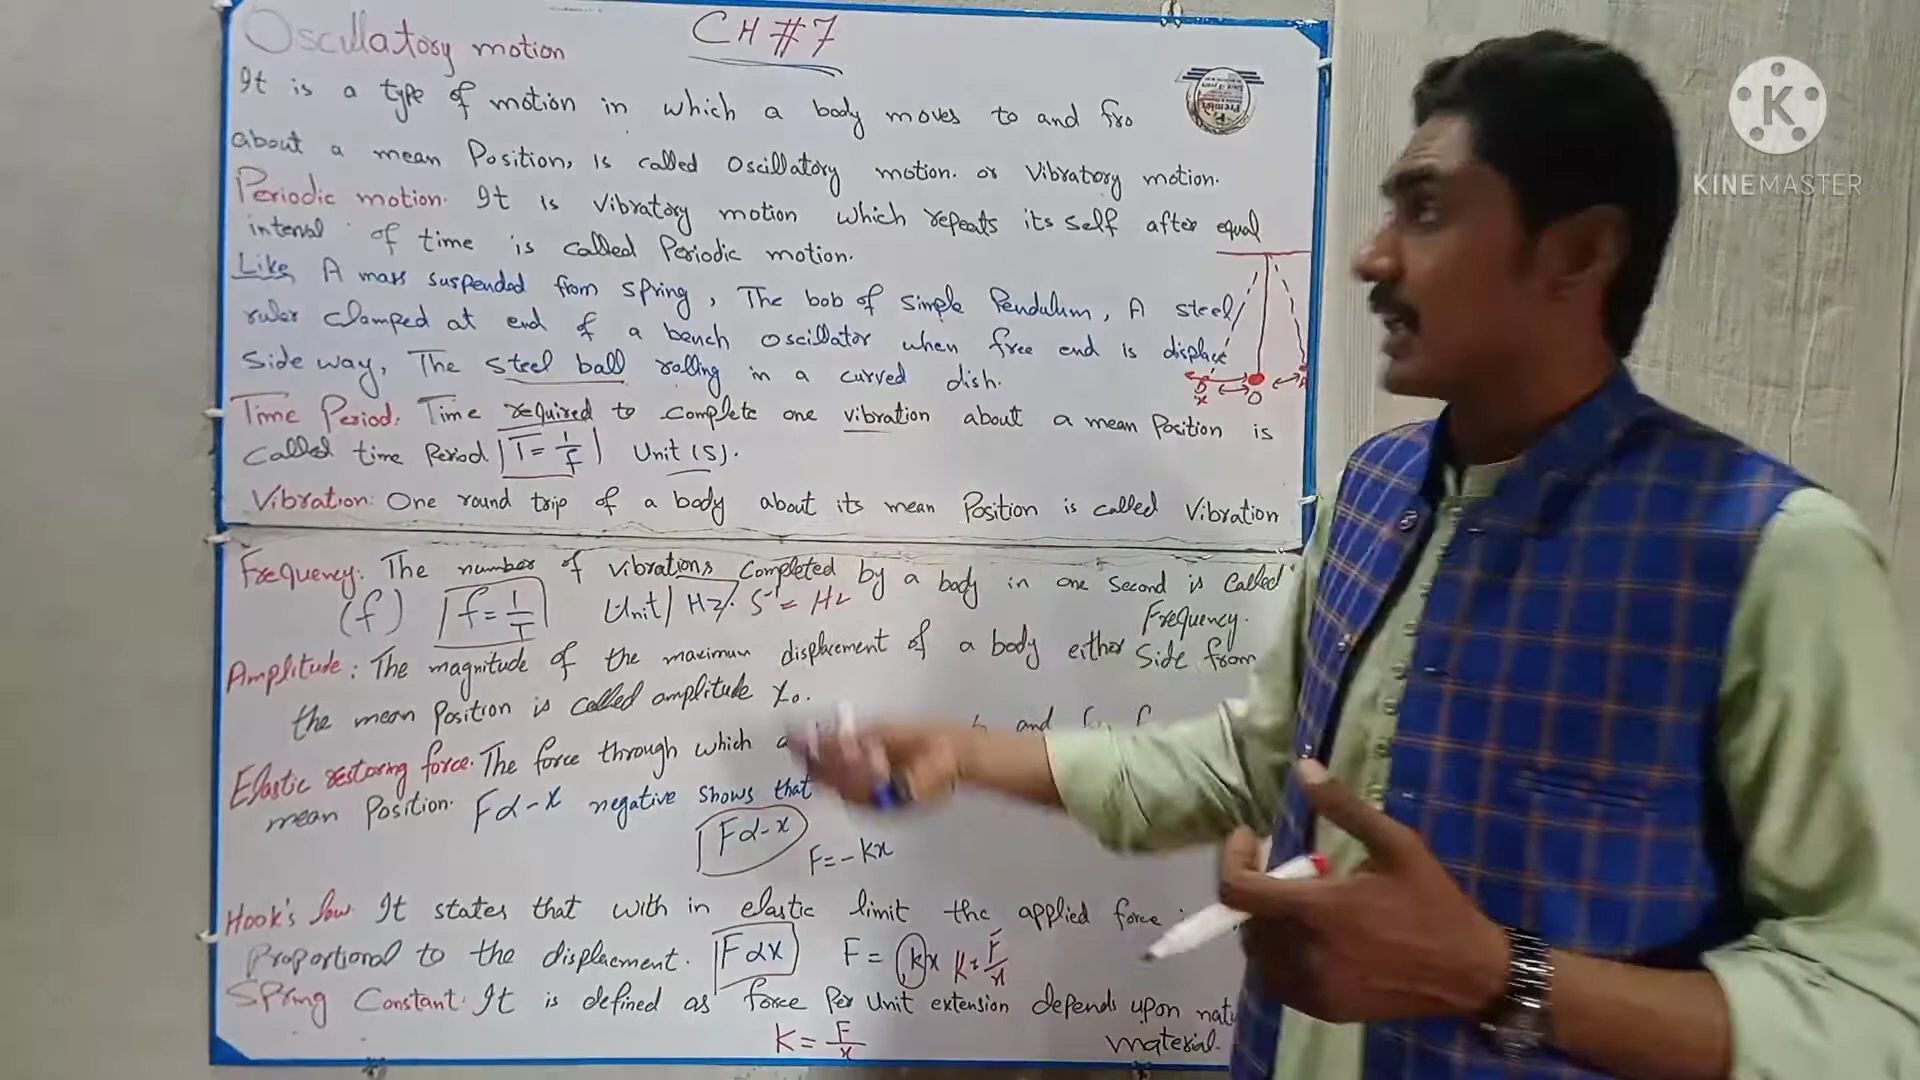 Oscillatory motion
CH #7
It is a type of motion in which a body moves to and fro
about a mean Position, is called Oscillatory motion. or Vibratory motion.
Periodic motion. It is vibratory motion which repeats its self after equal
interval of time is called Periodic motion.
Like, A mass suspended from spring, The bob of simple Pendulum, A steel
ruler clamped at end of a bench oscillator when free end is displace
side way, The steel ball rolling in a curved dish.
x O
Time Period. Time required to complete one vibration about a mean Position is
called time Period T = 1/f Unit (S).
Vibration: One round trip of a body about its mean Position is called Vibration
Frequency. The number of vibrations completed by a body in one second is called
Frequency.
(f) f = 1/T Unit Hz. S⁻¹ = Hz
Amplitude: The magnitude of the maximum displacement of a body either side from
the mean Position is called amplitude x₀.
Elastic restoring force. The force through which a and
mean Position. F α - x negative shows that
F α - x
F = - kx
Hook's law It states that with in elastic limit the applied force
Proportional to the displacement. F α x F = kx K = F/x
Spring Constant: It is defined as force Per Unit extension depends upon
material.
K = F/x
K
KINEMASTER